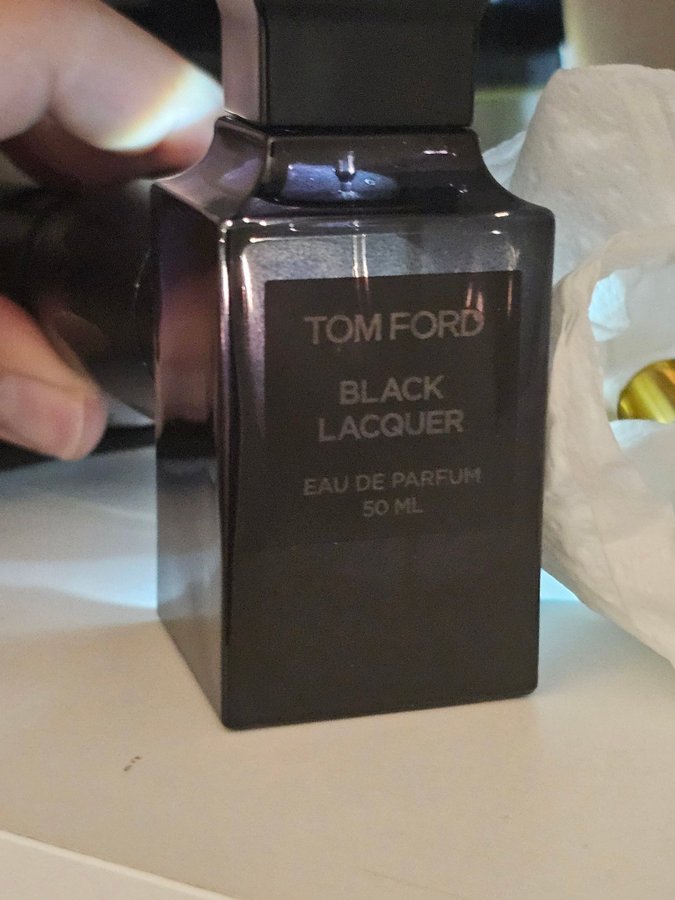 TOM FORD
BLACK
LACQUER
EAU DE PARFUM
50 ML